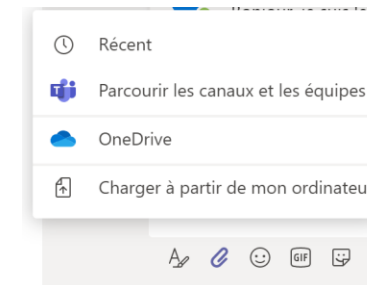 Récent
Parcourir les canaux et les équipes
OneDrive
Charger à partir de mon ordinateu
GIF